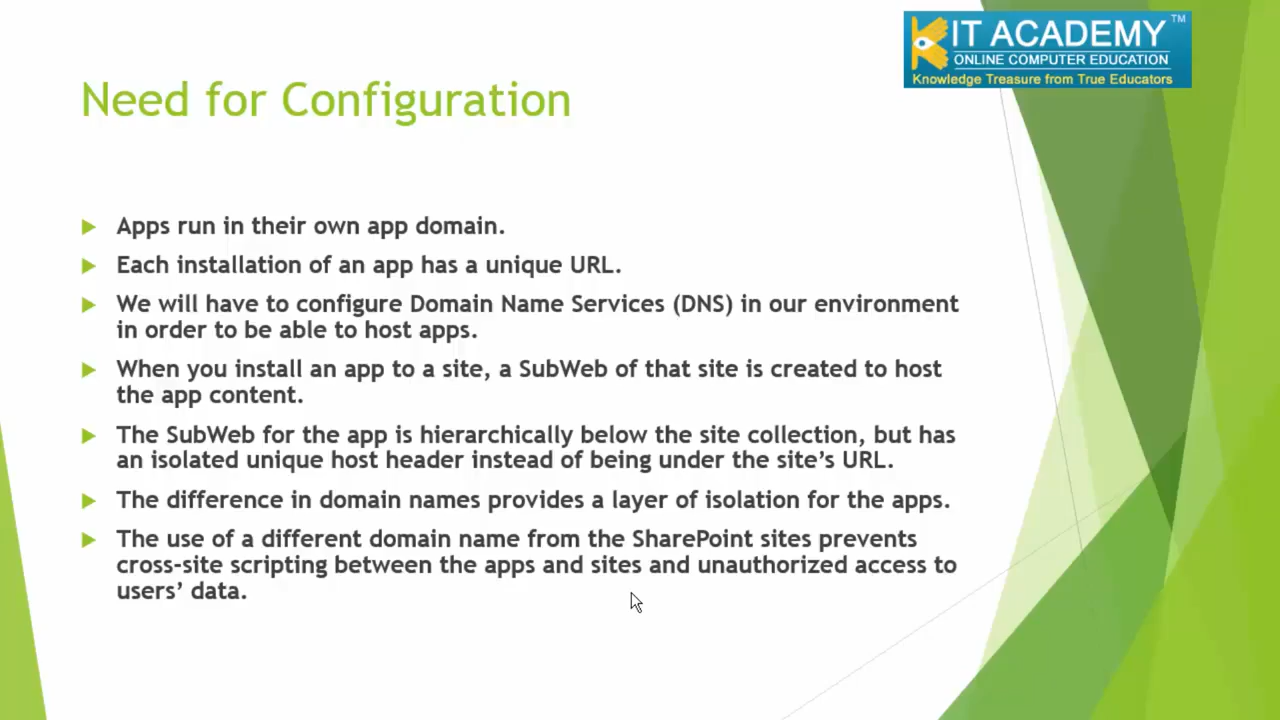 KIT ACADEMY™
ONLINE COMPUTER EDUCATION
Knowledge Treasure from True Educators
Need for Configuration
Apps run in their own app domain.
Each installation of an app has a unique URL.
We will have to configure Domain Name Services (DNS) in our environment
in order to be able to host apps.
When you install an app to a site, a SubWeb of that site is created to host
the app content.
The SubWeb for the app is hierarchically below the site collection, but has
an isolated unique host header instead of being under the site’s URL.
The difference in domain names provides a layer of isolation for the apps.
The use of a different domain name from the SharePoint sites prevents
cross-site scripting between the apps and sites and unauthorized access to
users’ data.